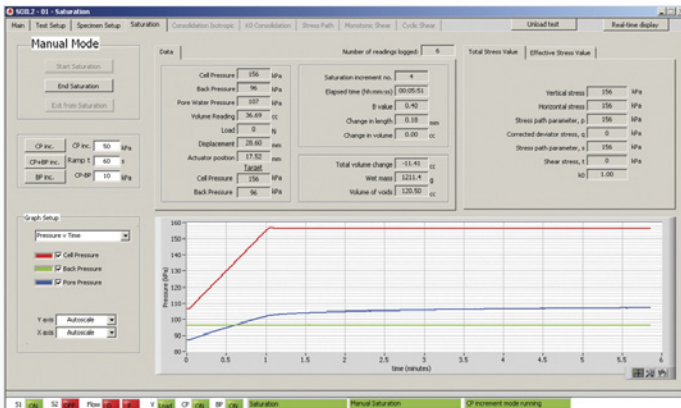 SOIL2 - 01 - Saturation
Main Test Setup Specimen Setup Saturation Consolidation Isotropic K0 Consolidation Stress Path Monotonic Shear Cyclic Shear Unload test Real-time display
Manual Mode
Start Saturation
End Saturation
Exit from Saturation
CP inc. CP inc. 50 kPa
CP+BP inc. Ramp t 60 s
BP inc. CP-BP 10 kPa
Graph Setup
Pressure v Time
Cell Pressure
Back Pressure
Pore Pressure
Y axis Autoscale
X axis Autoscale
Data Number of readings logged: 6
Cell Pressure 156 kPa
Back Pressure 96 kPa
Pore Water Pressure 107 kPa
Volume Reading 36.69 cc
Load 0 N
Displacement 28.60 mm
Actuator position 17.52 mm
Target
Cell Pressure 156 kPa
Back Pressure 96 kPa
Saturation increment no. 4
Elapsed time (hh:mm:ss) 00:05:51
B value 0.40
Change in length 0.18 mm
Change in volume 0.00 cc
Total volume change -11.41 cc
Wet mass 1211.4 g
Volume of voids 120.50 cc
Total Stress Value Effective Stress Value
Vertical stress 156 kPa
Horizontal stress 156 kPa
Stress path parameter, p 156 kPa
Corrected deviator stress, q 0 kPa
Stress path parameter, s 156 kPa
Shear stress, t 0 kPa
k0 1.00
Pressure (kPa)
160
150
140
130
120
110
100
90
80
0 0.5 1 1.5 2 2.5 3 3.5 4 4.5 5 5.5 6
time (minutes)
S1 ON S2 OFF Flow V Load CP ON BP ON Saturation Manual Saturation CP increment mode running